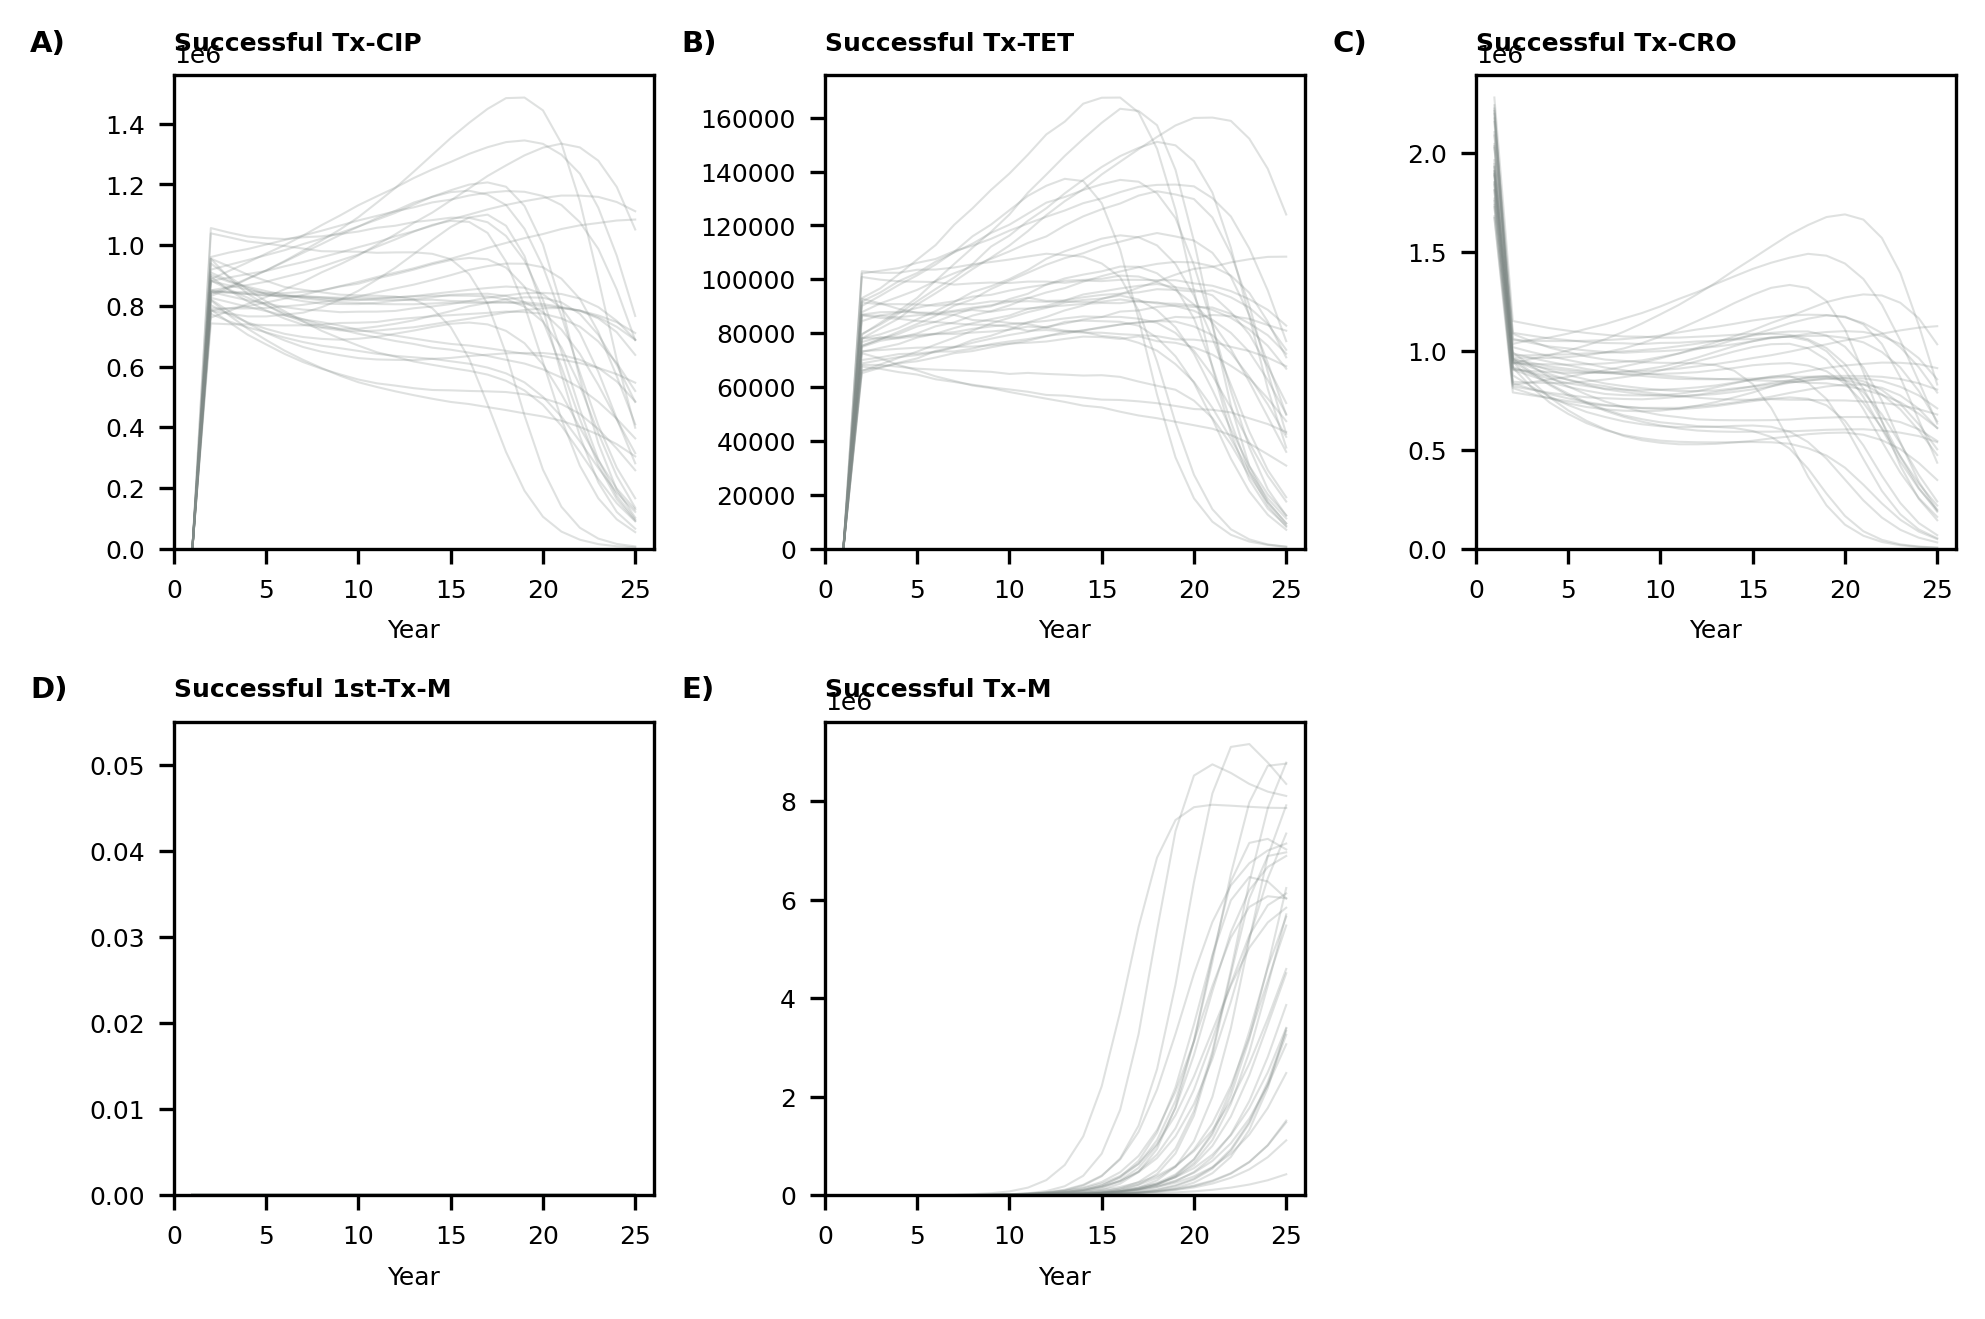 A) Successful Tx-CIP
1e6
1.4
1.2
1.0
0.8
0.6
0.4
0.2
0.0
0 5 10 15 20 25
Year
B) Successful Tx-TET
160000
140000
120000
100000
80000
60000
40000
20000
0
0 5 10 15 20 25
Year
C) Successful Tx-CRO
1e6
2.0
1.5
1.0
0.5
0.0
0 5 10 15 20 25
Year
D) Successful 1st-Tx-M
0.05
0.04
0.03
0.02
0.01
0.00
0 5 10 15 20 25
Year
E) Successful Tx-M
1e6
8
6
4
2
0
0 5 10 15 20 25
Year